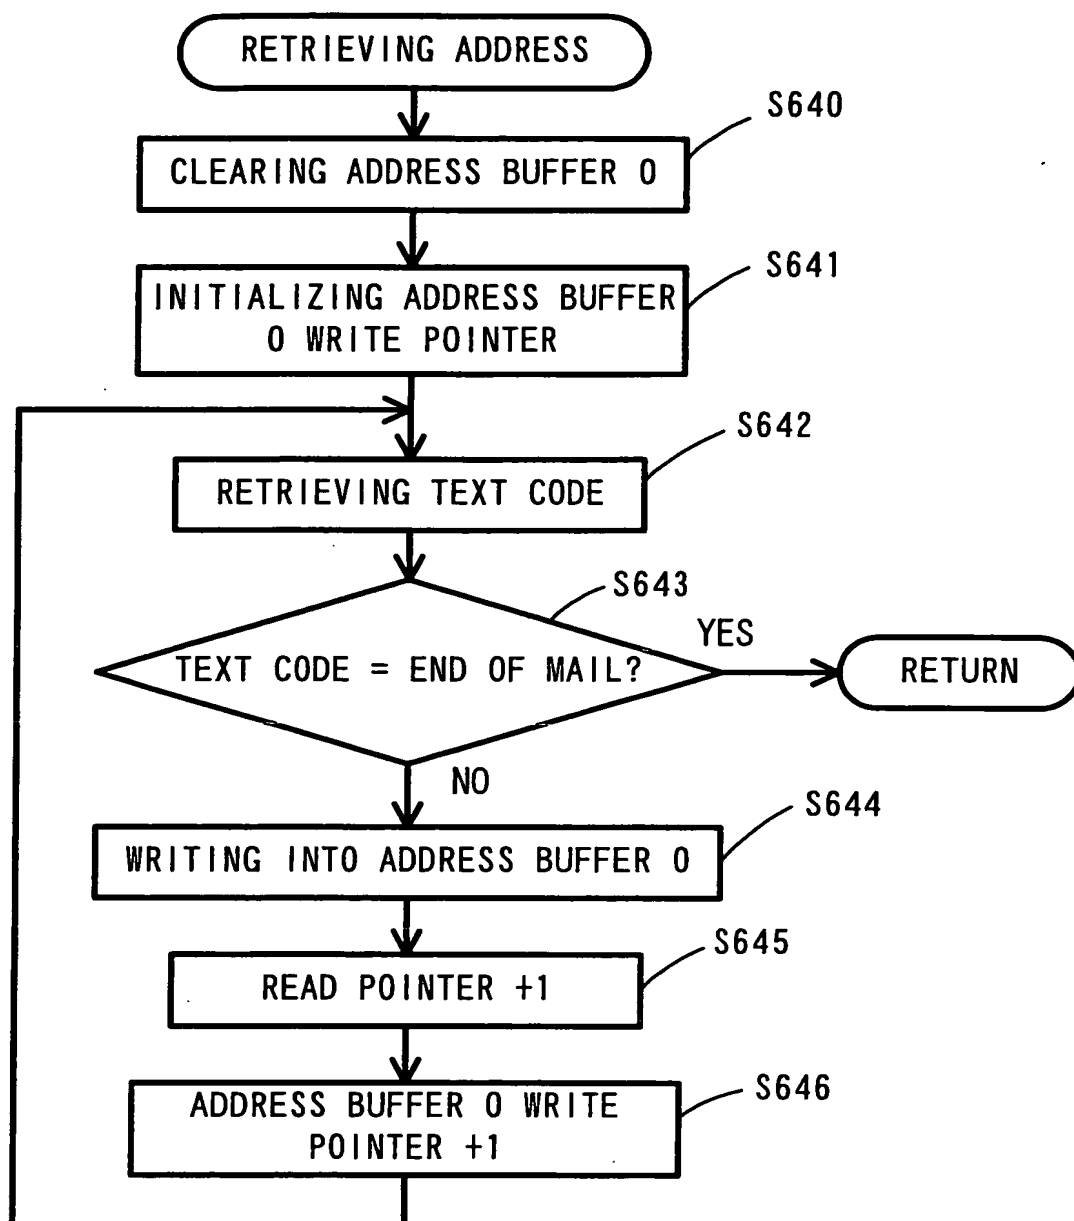 RETRIEVING ADDRESS
S640
CLEARING ADDRESS BUFFER 0
S641
INITIALIZING ADDRESS BUFFER
0 WRITE POINTER
S642
RETRIEVING TEXT CODE
S643
YES
TEXT CODE = END OF MAIL?
RETURN
NO
S644
WRITING INTO ADDRESS BUFFER 0
S645
READ POINTER +1
S646
ADDRESS BUFFER 0 WRITE
POINTER +1